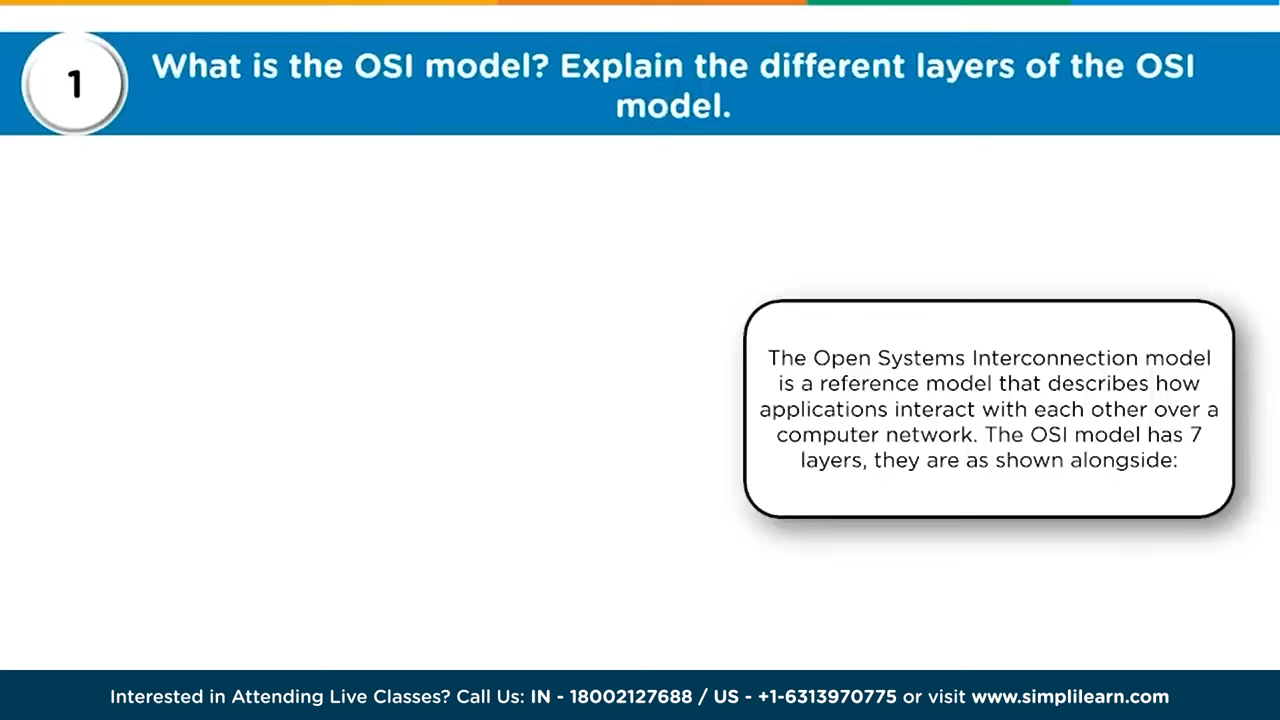 1
What is the OSI model? Explain the different layers of the OSI
model.
The Open Systems Interconnection model
is a reference model that describes how
applications interact with each other over a
computer network. The OSI model has 7
layers, they are as shown alongside:
Interested in Attending Live Classes? Call Us: IN - 18002127688 / US - +1-6313970775 or visit www.simplilearn.com